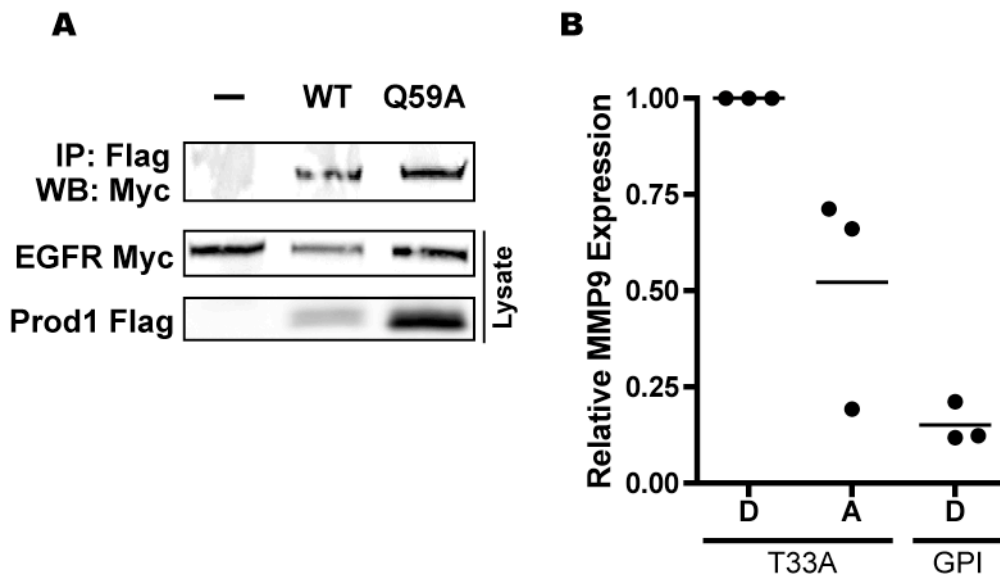 A
B
– WT Q59A
IP: Flag
WB: Myc
EGFR Myc
Prod1 Flag
Lysate
Relative MMP9 Expression
1.00
0.75
0.50
0.25
0.00
D A D
T33A GPI